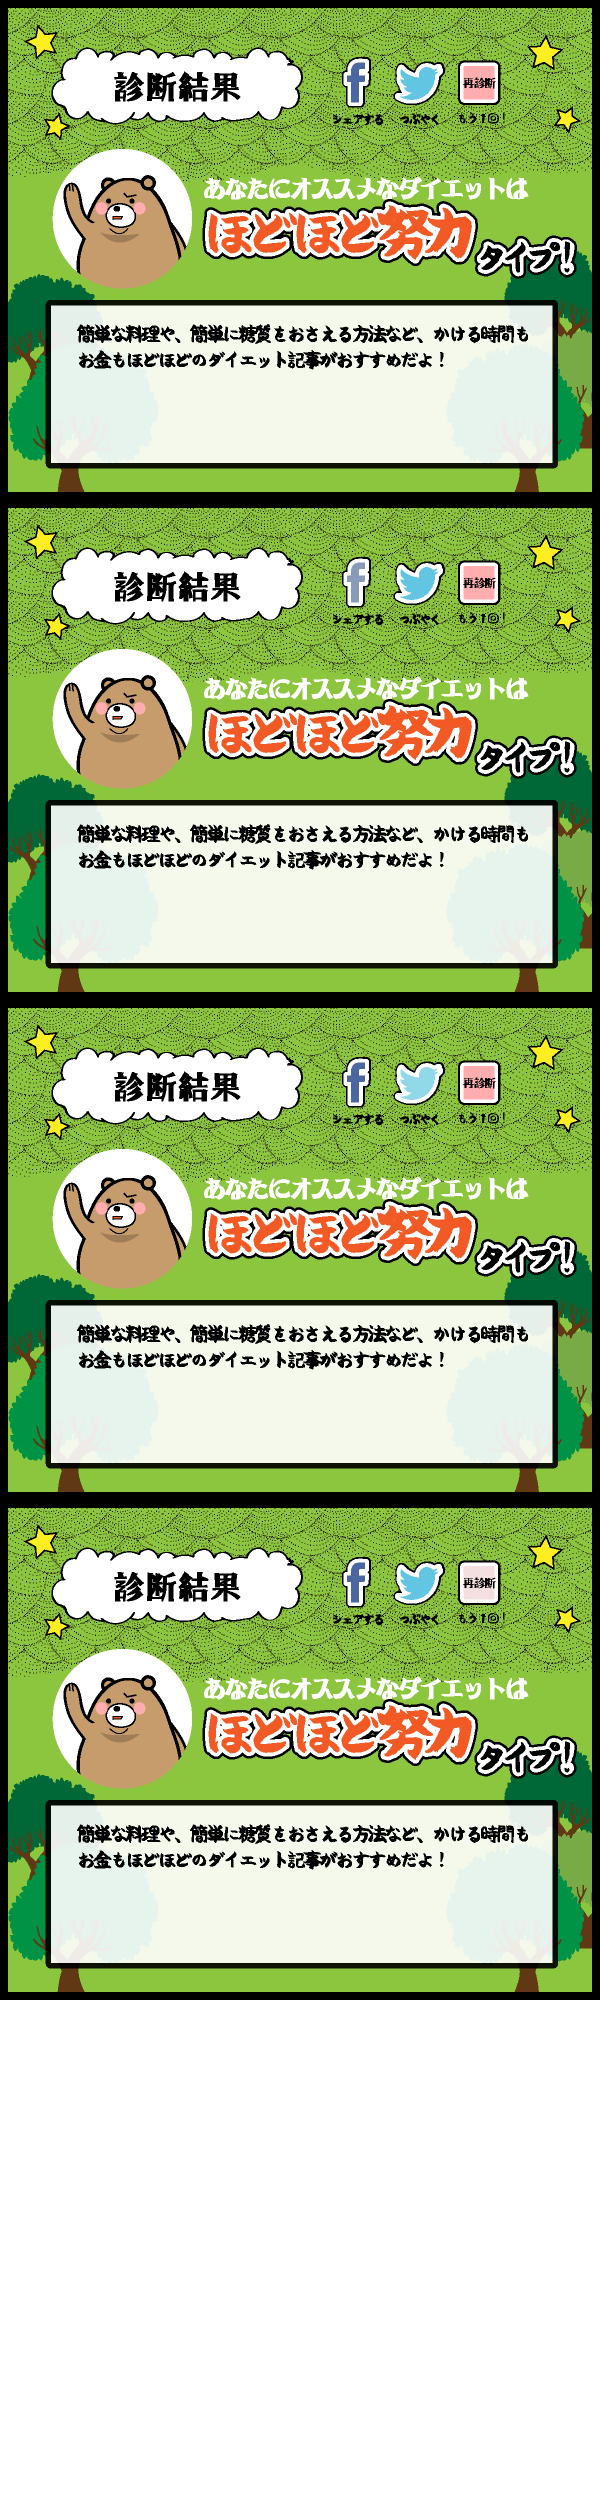 診断結果
再診断
シェアする つぶやく もう1回!
あなたにオススメなダイエットは
ほどほど努力
タイプ!
簡単な料理や、簡単に糖質をおさえる方法など、かける時間も
お金もほどほどのダイエット記事がおすすめだよ!
診断結果
再診断
シェアする つぶやく もう1回!
あなたにオススメなダイエットは
ほどほど努力
タイプ!
簡単な料理や、簡単に糖質をおさえる方法など、かける時間も
お金もほどほどのダイエット記事がおすすめだよ!
診断結果
再診断
シェアする つぶやく もう1回!
あなたにオススメなダイエットは
ほどほど努力
タイプ!
簡単な料理や、簡単に糖質をおさえる方法など、かける時間も
お金もほどほどのダイエット記事がおすすめだよ!
診断結果
再診断
シェアする つぶやく もう1回!
あなたにオススメなダイエットは
ほどほど努力
タイプ!
簡単な料理や、簡単に糖質をおさえる方法など、かける時間も
お金もほどほどのダイエット記事がおすすめだよ!